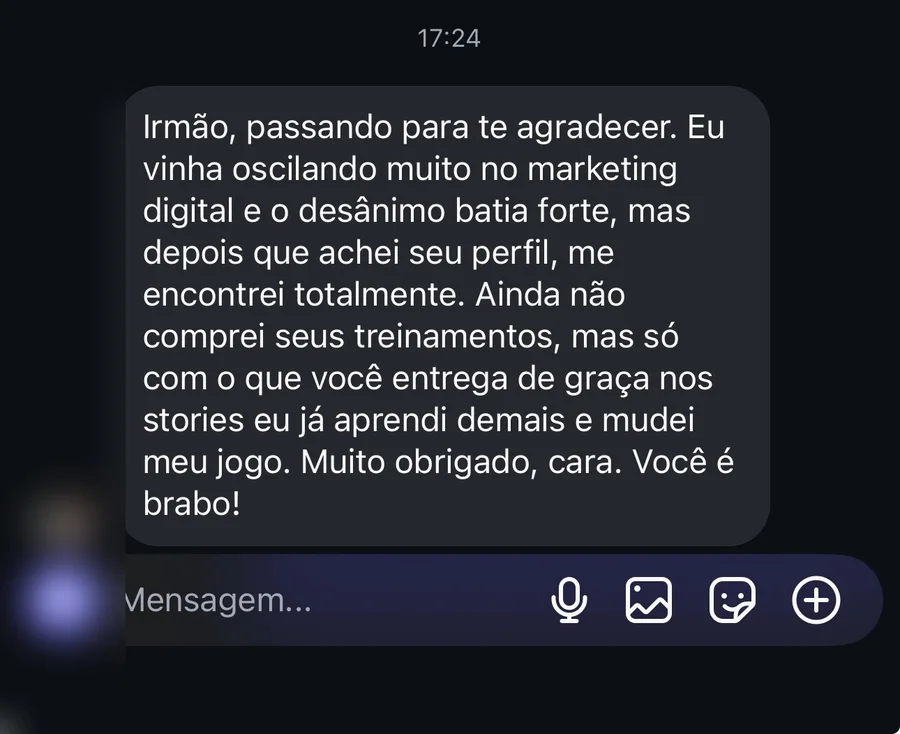 17:24
Irmão, passando para te agradecer. Eu
vinha oscilando muito no marketing
digital e o desânimo batia forte, mas
depois que achei seu perfil, me
encontrei totalmente. Ainda não
comprei seus treinamentos, mas só
com o que você entrega de graça nos
stories eu já aprendi demais e mudei
meu jogo. Muito obrigado, cara. Você é
brabo!
Mensagem...